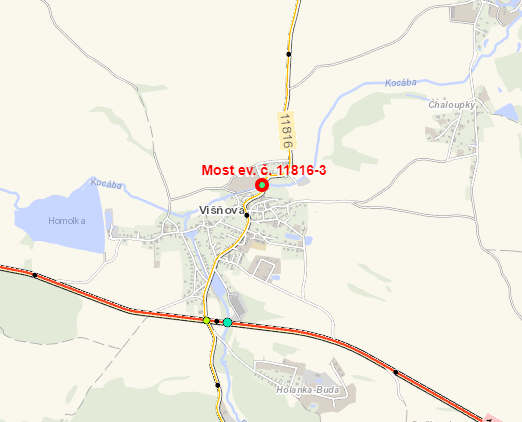 Kocába
Chaloupky
11816
Most ev. č. 11816-3
Kocába
Višňová
Homolka
Holanka-Buda